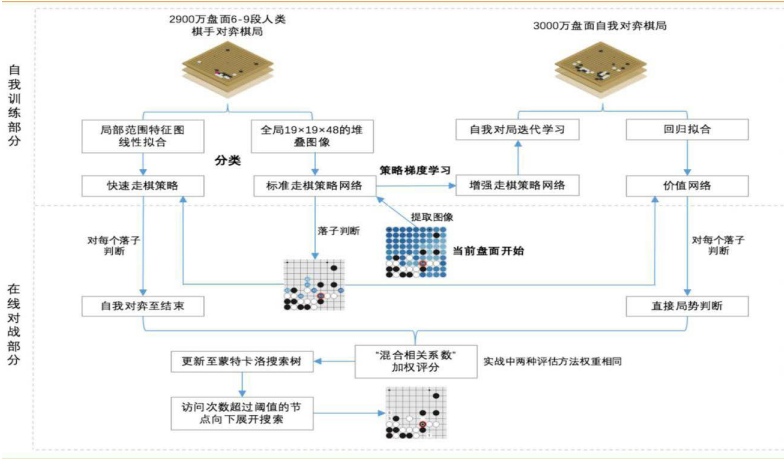 2900万盘面6-9段人类
棋手对弈棋局
3000万盘面自我对弈棋局
自我训练部分
局部范围特征图
线性拟合
全局19×19×48的堆
叠图像
自我对局迭代学习
回归拟合
分类
策略梯度学习
快速走棋策略
标准走棋策略网络
增强走棋策略网络
价值网络
提取图像
落子判断
对每个落子
判断
当前盘面开始
对每个落子
判断
在线对战部分
自我对弈至结束
直接局势判断
更新至蒙特卡洛搜索树
“混合相关系数”
加权评分
实战中两种评估方法权重相同
访问次数超过阈值的节
点向下展开搜索